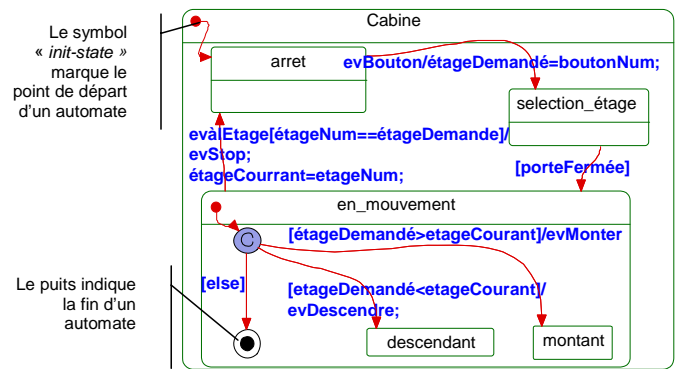 Le symbol
« init-state »
marque le
point de départ
d'un automate
Cabine
arret
evBouton/étageDemandé=boutonNum;
selection_étage
evàlEtage[étageNum==étageDemande]/
evStop;
étageCourrant=etageNum;
[porteFermée]
en_mouvement
C
[étageDemandé>etageCourant]/evMonter
[else]
[etageDemandé<etageCourant]/
evDescendre;
descendant
montant
Le puits indique
la fin d'un
automate